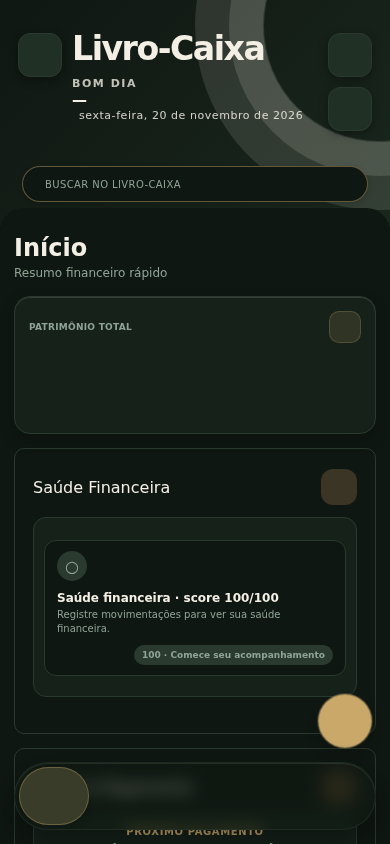 Livro-Caixa
BOM DIA
—
sexta-feira, 20 de novembro de 2026
BUSCAR NO LIVRO-CAIXA
Início
Resumo financeiro rápido
PATRIMÔNIO TOTAL
Saúde Financeira
Saúde financeira · score 100/100
Registre movimentações para ver sua saúde
financeira.
100 · Comece seu acompanhamento
PRÓXIMO PAGAMENTO